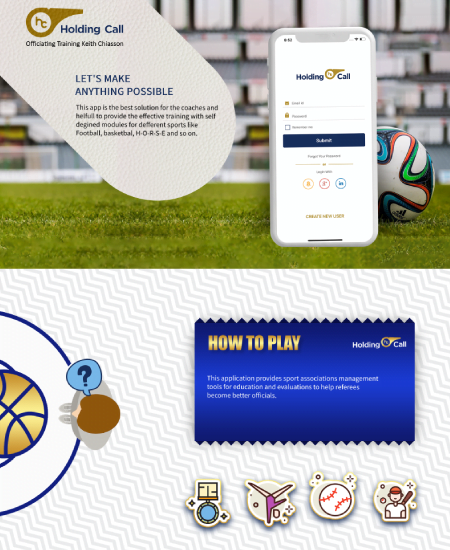 hc Holding Call
Officiating Training Keith Chiasson
LET'S MAKE
ANYTHING POSSIBLE
This app is the best solution for the coaches and
helfull to provide the effective training with self
degined modules for defferent sports like
Football, basketbal, H-O-R-S-E and so on.
9:52
Holding hc Call
Email ID
Password
Remember me
Submit
Forgot Your Password
or
Login With
CREATE NEW USER
HOW TO PLAY
Holding Call
This application provides sport associations management
tools for education and evaluations to help referees
become better officials.
?